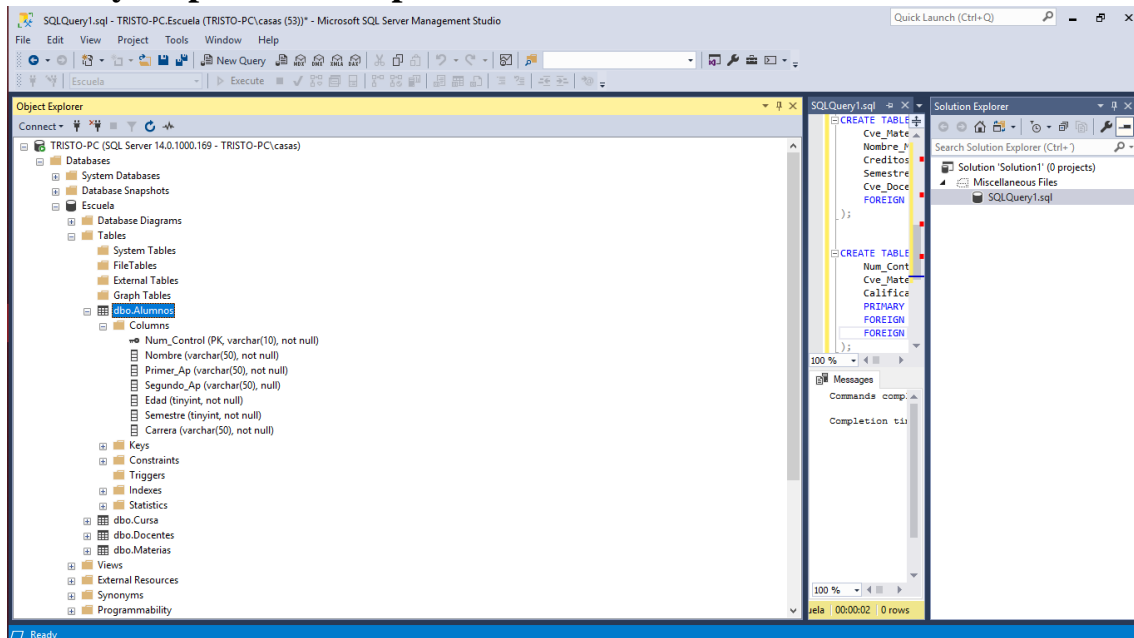 SQLQuery1.sql - TRISTO-PC.Escuela (TRISTO-PC\casas (53))* - Microsoft SQL Server Management Studio
Quick Launch (Ctrl+Q)
File Edit View Project Tools Window Help
New Query
MDX DMX XMLA DAX
Escuela
Execute
Object Explorer
Connect
TRISTO-PC (SQL Server 14.0.1000.169 - TRISTO-PC\casas)
Databases
System Databases
Database Snapshots
Escuela
Database Diagrams
Tables
System Tables
FileTables
External Tables
Graph Tables
dbo.Alumnos
Columns
Num_Control (PK, varchar(10), not null)
Nombre (varchar(50), not null)
Primer_Ap (varchar(50), not null)
Segundo_Ap (varchar(50), null)
Edad (tinyint, not null)
Semestre (tinyint, not null)
Carrera (varchar(50), not null)
Keys
Constraints
Triggers
Indexes
Statistics
dbo.Cursa
dbo.Docentes
dbo.Materias
Views
External Resources
Synonyms
Programmability
SQLQuery1.sql
CREATE TABLE
Cve_Mate
Nombre_M
Creditos
Semestre
Cve_Doce
FOREIGN
);
CREATE TABLE
Num_Cont
Cve_Mate
Califica
PRIMARY
FOREIGN
FOREIGN
);
100 %
Messages
Commands comp
Completion ti
100 %
uela 00:00:02 0 rows
Solution Explorer
Search Solution Explorer (Ctrl+´)
Solution 'Solution1' (0 projects)
Miscellaneous Files
SQLQuery1.sql
Ready